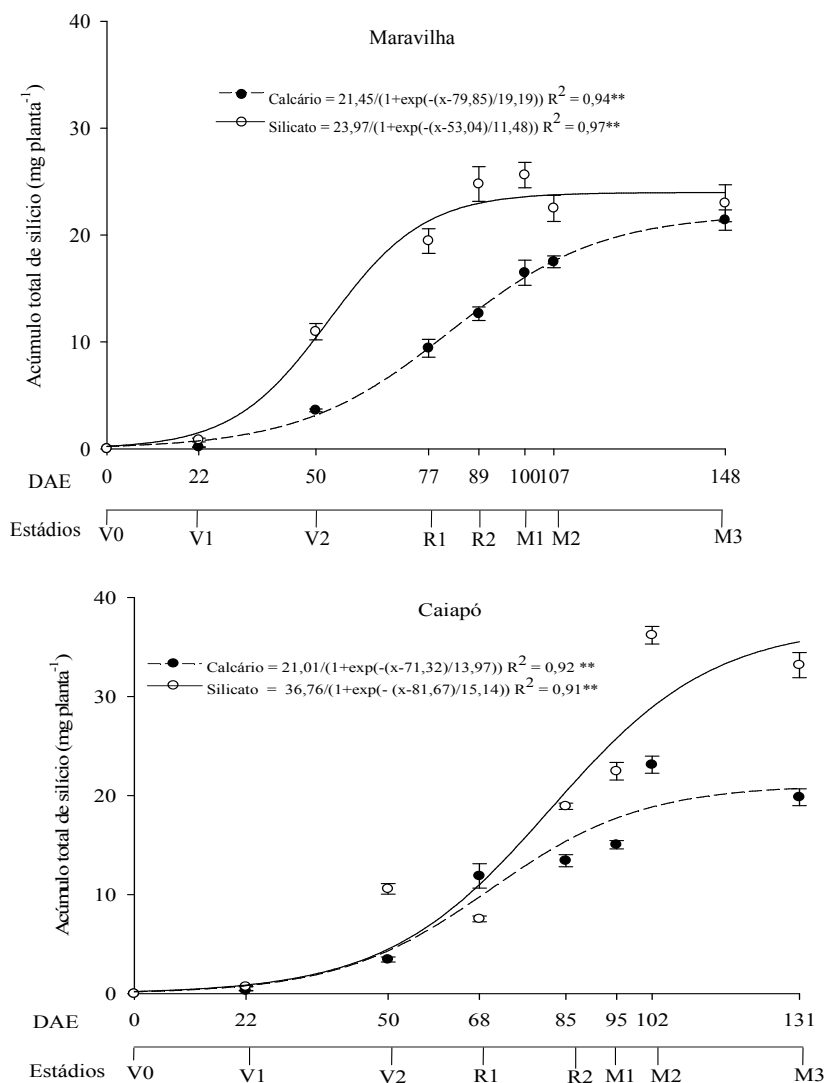 Maravilha
Calcário = 21,45/(1+exp(-(x-79,85)/19,19)) R² = 0,94**
Silicato = 23,97/(1+exp(-(x-53,04)/11,48)) R² = 0,97**
Acúmulo total de silício (mg planta⁻¹)
40
30
20
10
0
DAE 0 22 50 77 89 100 107 148
Estádios V0 V1 V2 R1 R2 M1 M2 M3
Caiapó
Calcário = 21,01/(1+exp(-(x-71,32)/13,97)) R² = 0,92 **
Silicato = 36,76/(1+exp(- (x-81,67)/15,14)) R² = 0,91**
Acúmulo total de silício (mg planta⁻¹)
40
30
20
10
0
DAE 0 22 50 68 85 95 102 131
Estádios V0 V1 V2 R1 R2 M1 M2 M3